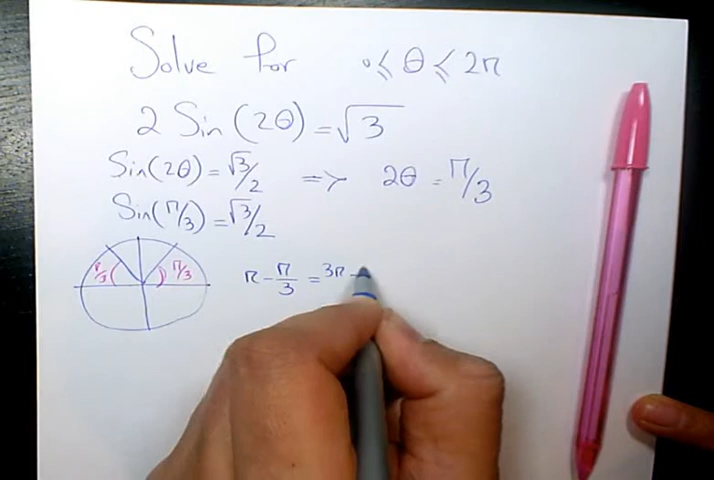 Solve for 0 ≤ θ ≤ 2π
2 Sin(2θ) = √3
Sin(2θ) = √3/2 => 2θ = π/3
Sin(π/3) = √3/2
π/3 π/3 π - π/3 = 3π -